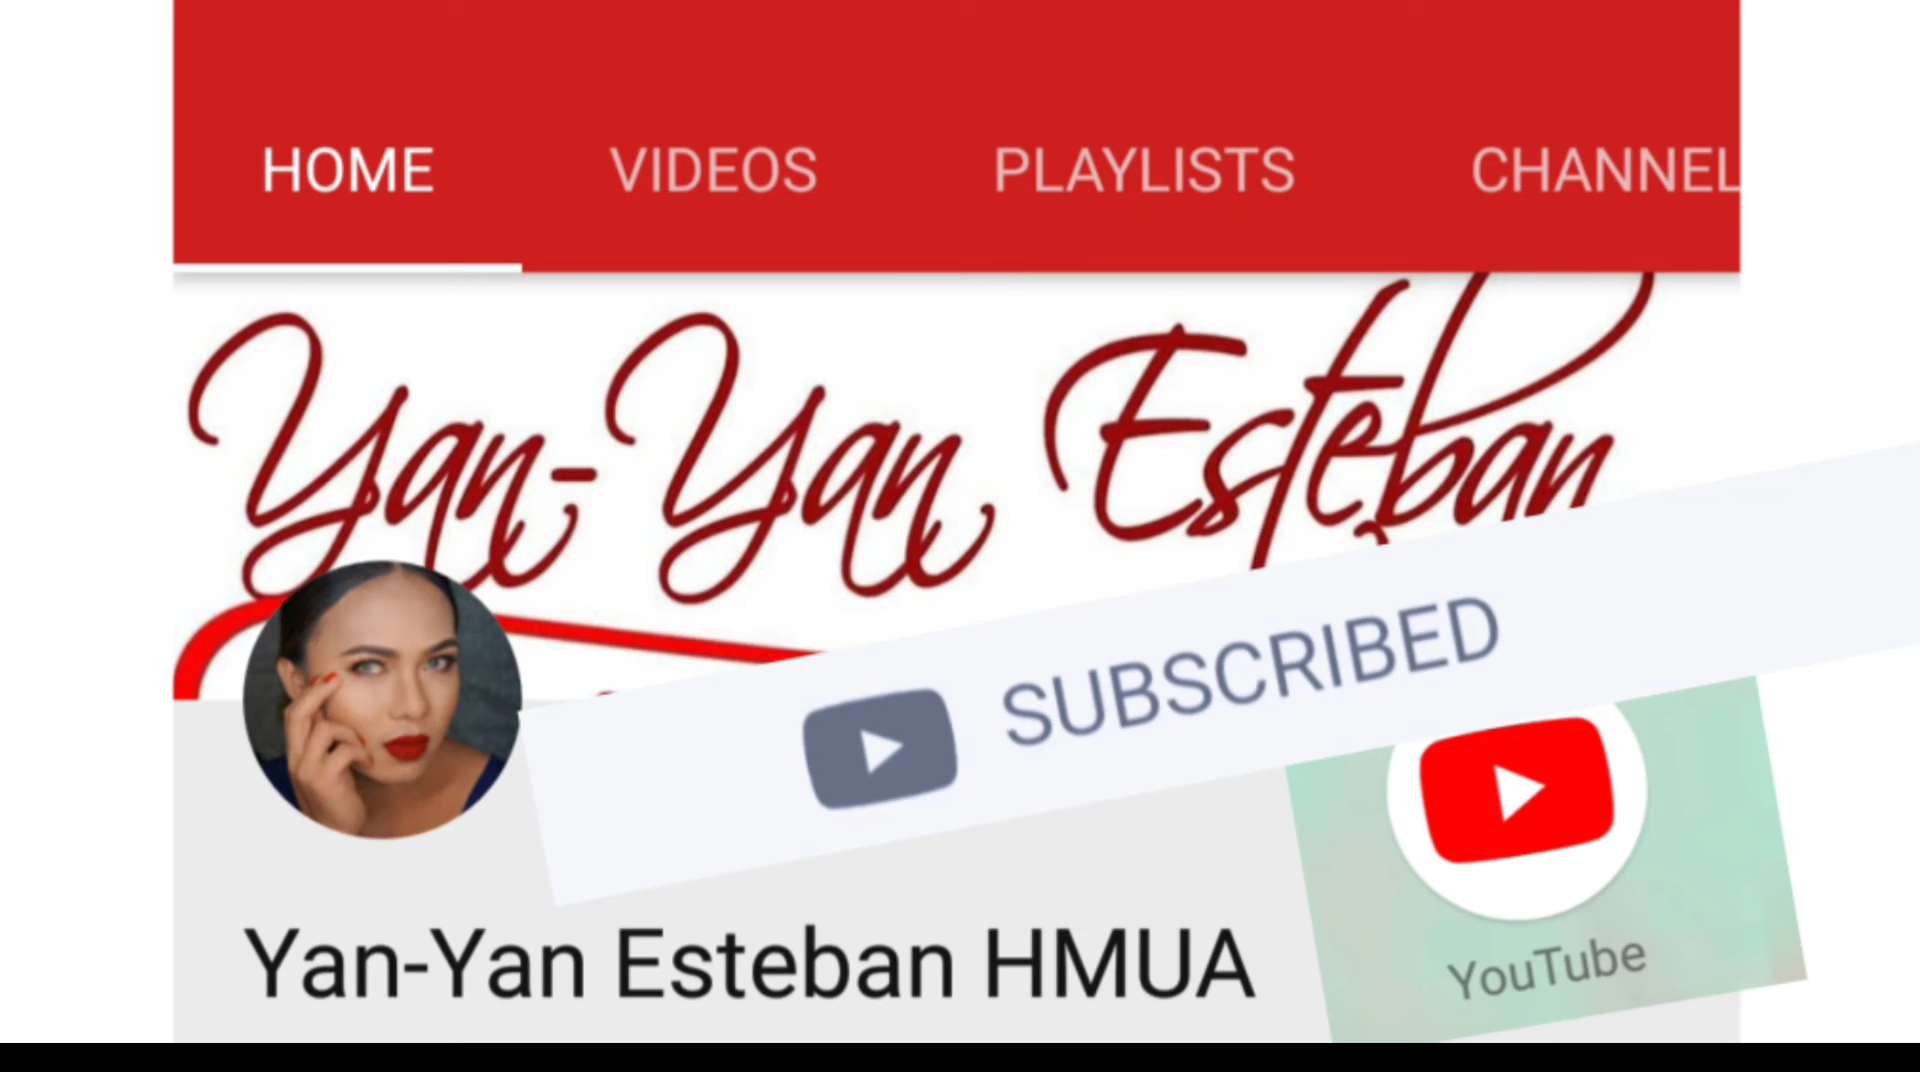 HOME VIDEOS PLAYLISTS CHANNEL
Yan-Yan Esteban
SUBSCRIBED
YouTube
Yan-Yan Esteban HMUA